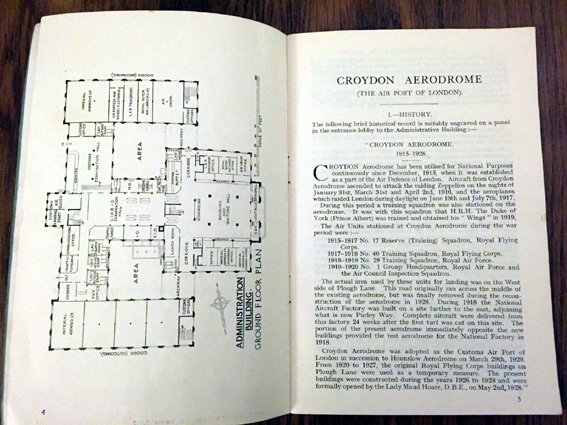 IMPERIAL
AIRWAYS LTD
AREA
AREA
IMPERIAL
AIRWAYS LTD
ADMINISTRATION
BUILDING
GROUND FLOOR PLAN
4
CROYDON AERODROME
(THE AIR PORT OF LONDON).
I.—HISTORY.
The following brief historical record is suitably engraved on a panel
in the entrance lobby to the Administrative Building :—
"CROYDON AERODROME.
1915-1928.
CROYDON Aerodrome has been utilised for National Purposes
continuously since December, 1915, when it was established
as a part of the Air Defence of London. Aircraft from Croydon
Aerodrome ascended to attack the raiding Zeppelins on the nights of
January 31st, March 31st and April 2nd, 1916, and the aeroplanes
which raided London during daylight on June 13th and July 7th, 1917.
During this period a training squadron was also stationed on the
aerodrome. It was with this squadron that H.R.H. The Duke of
York (Prince Albert) was trained and obtained his "Wings" in 1919.
The Air Units stationed at Croydon Aerodrome during the war
period were :—
1915-1917 No. 17 Reserve (Training) Squadron, Royal Flying
Corps.
1917-1918 No. 40 Training Squadron, Royal Flying Corps.
1918-1919 No. 29 Training Squadron, Royal Air Force.
1919-1920 No. 1 Group Headquarters, Royal Air Force and
the Air Council Inspection Squadron.
The actual area used by these units for landing was on the West
side of Plough Lane. This road originally ran across the middle of
the existing aerodrome, but was finally removed during the recon-
struction of the aerodrome in 1928. During 1918 the National
Aircraft Factory was built on a site farther to the east, adjoining
what is now Purley Way. Complete aircraft were delivered from
this factory 24 weeks after the first turf was cut on this site. The
portion of the present aerodrome immediately opposite the new
buildings provided the test aerodrome for the National Factory in
1918.
Croydon Aerodrome was adopted as the Customs Air Port of
London in succession to Hounslow Aerodrome on March 29th, 1920.
From 1920 to 1927, the original Royal Flying Corps buildings on
Plough Lane were used as a temporary measure. The present
buildings were constructed during the years 1926 to 1928 and were
formally opened by the Lady Maud Hoare, D.B.E., on May 2nd, 1928."
5